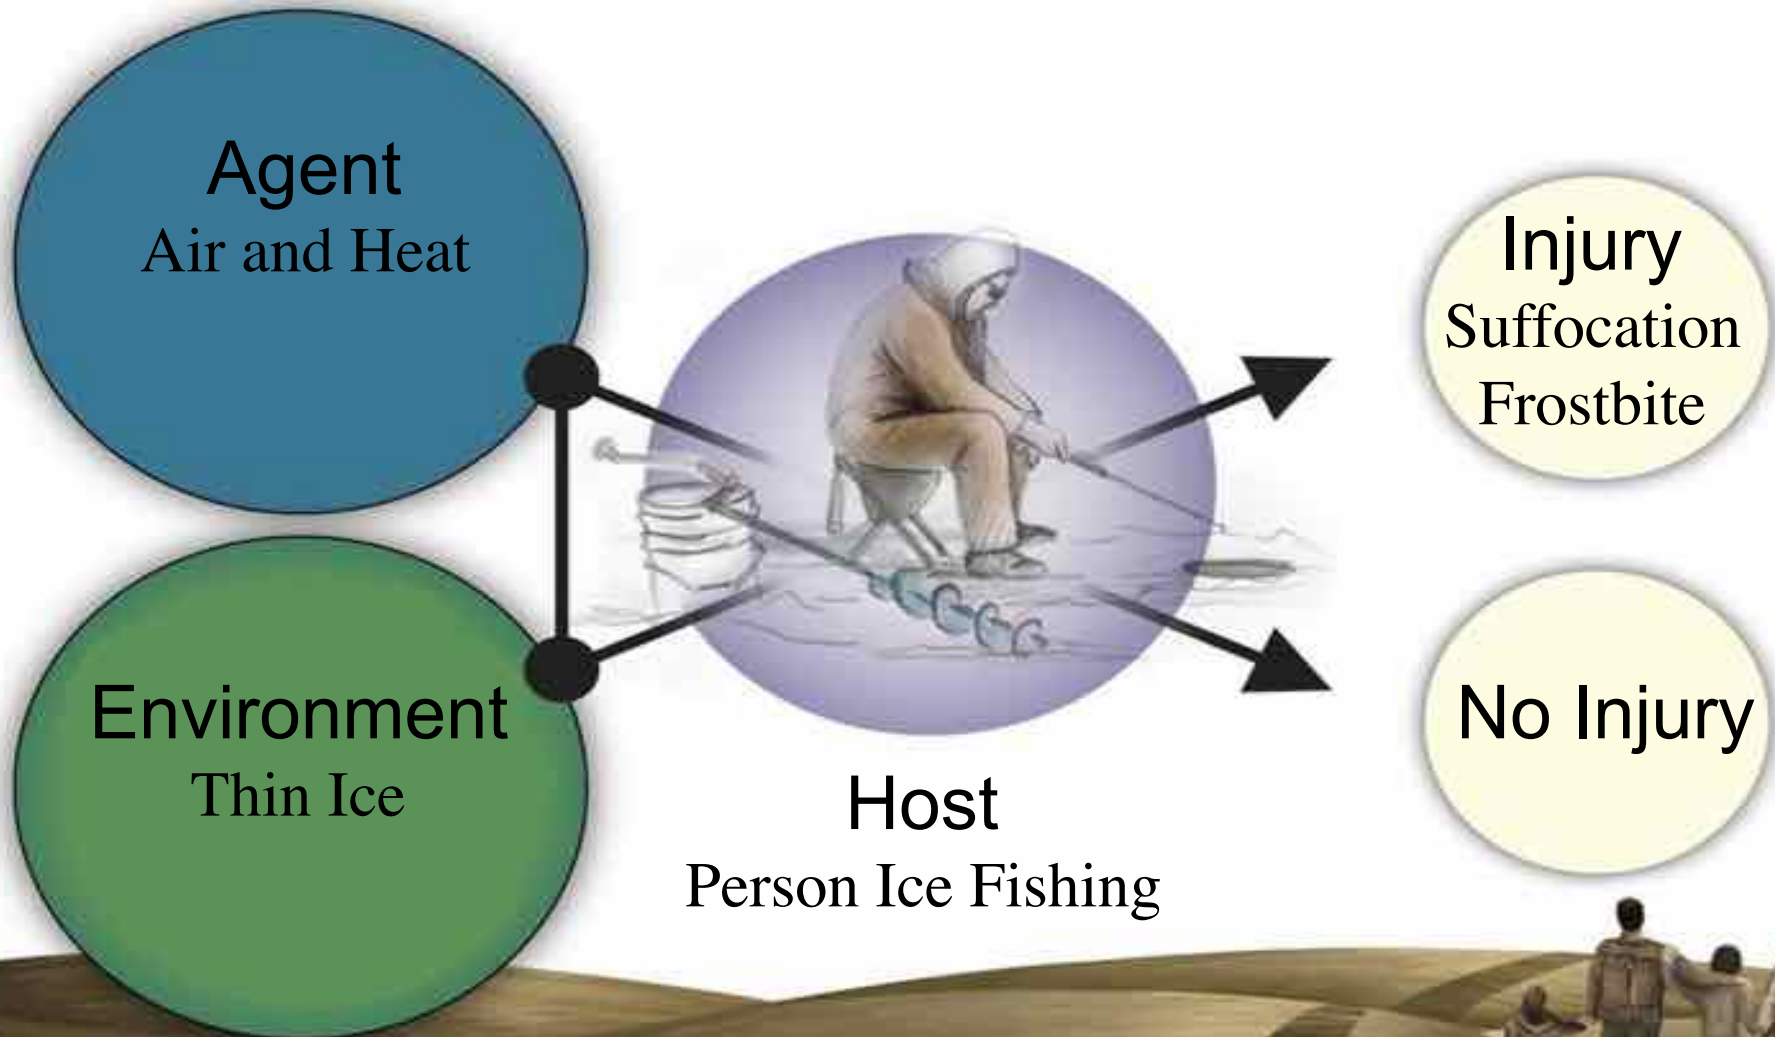 Agent
Air and Heat
Environment
Thin Ice
Host
Person Ice Fishing
Injury
Suffocation
Frostbite
No Injury